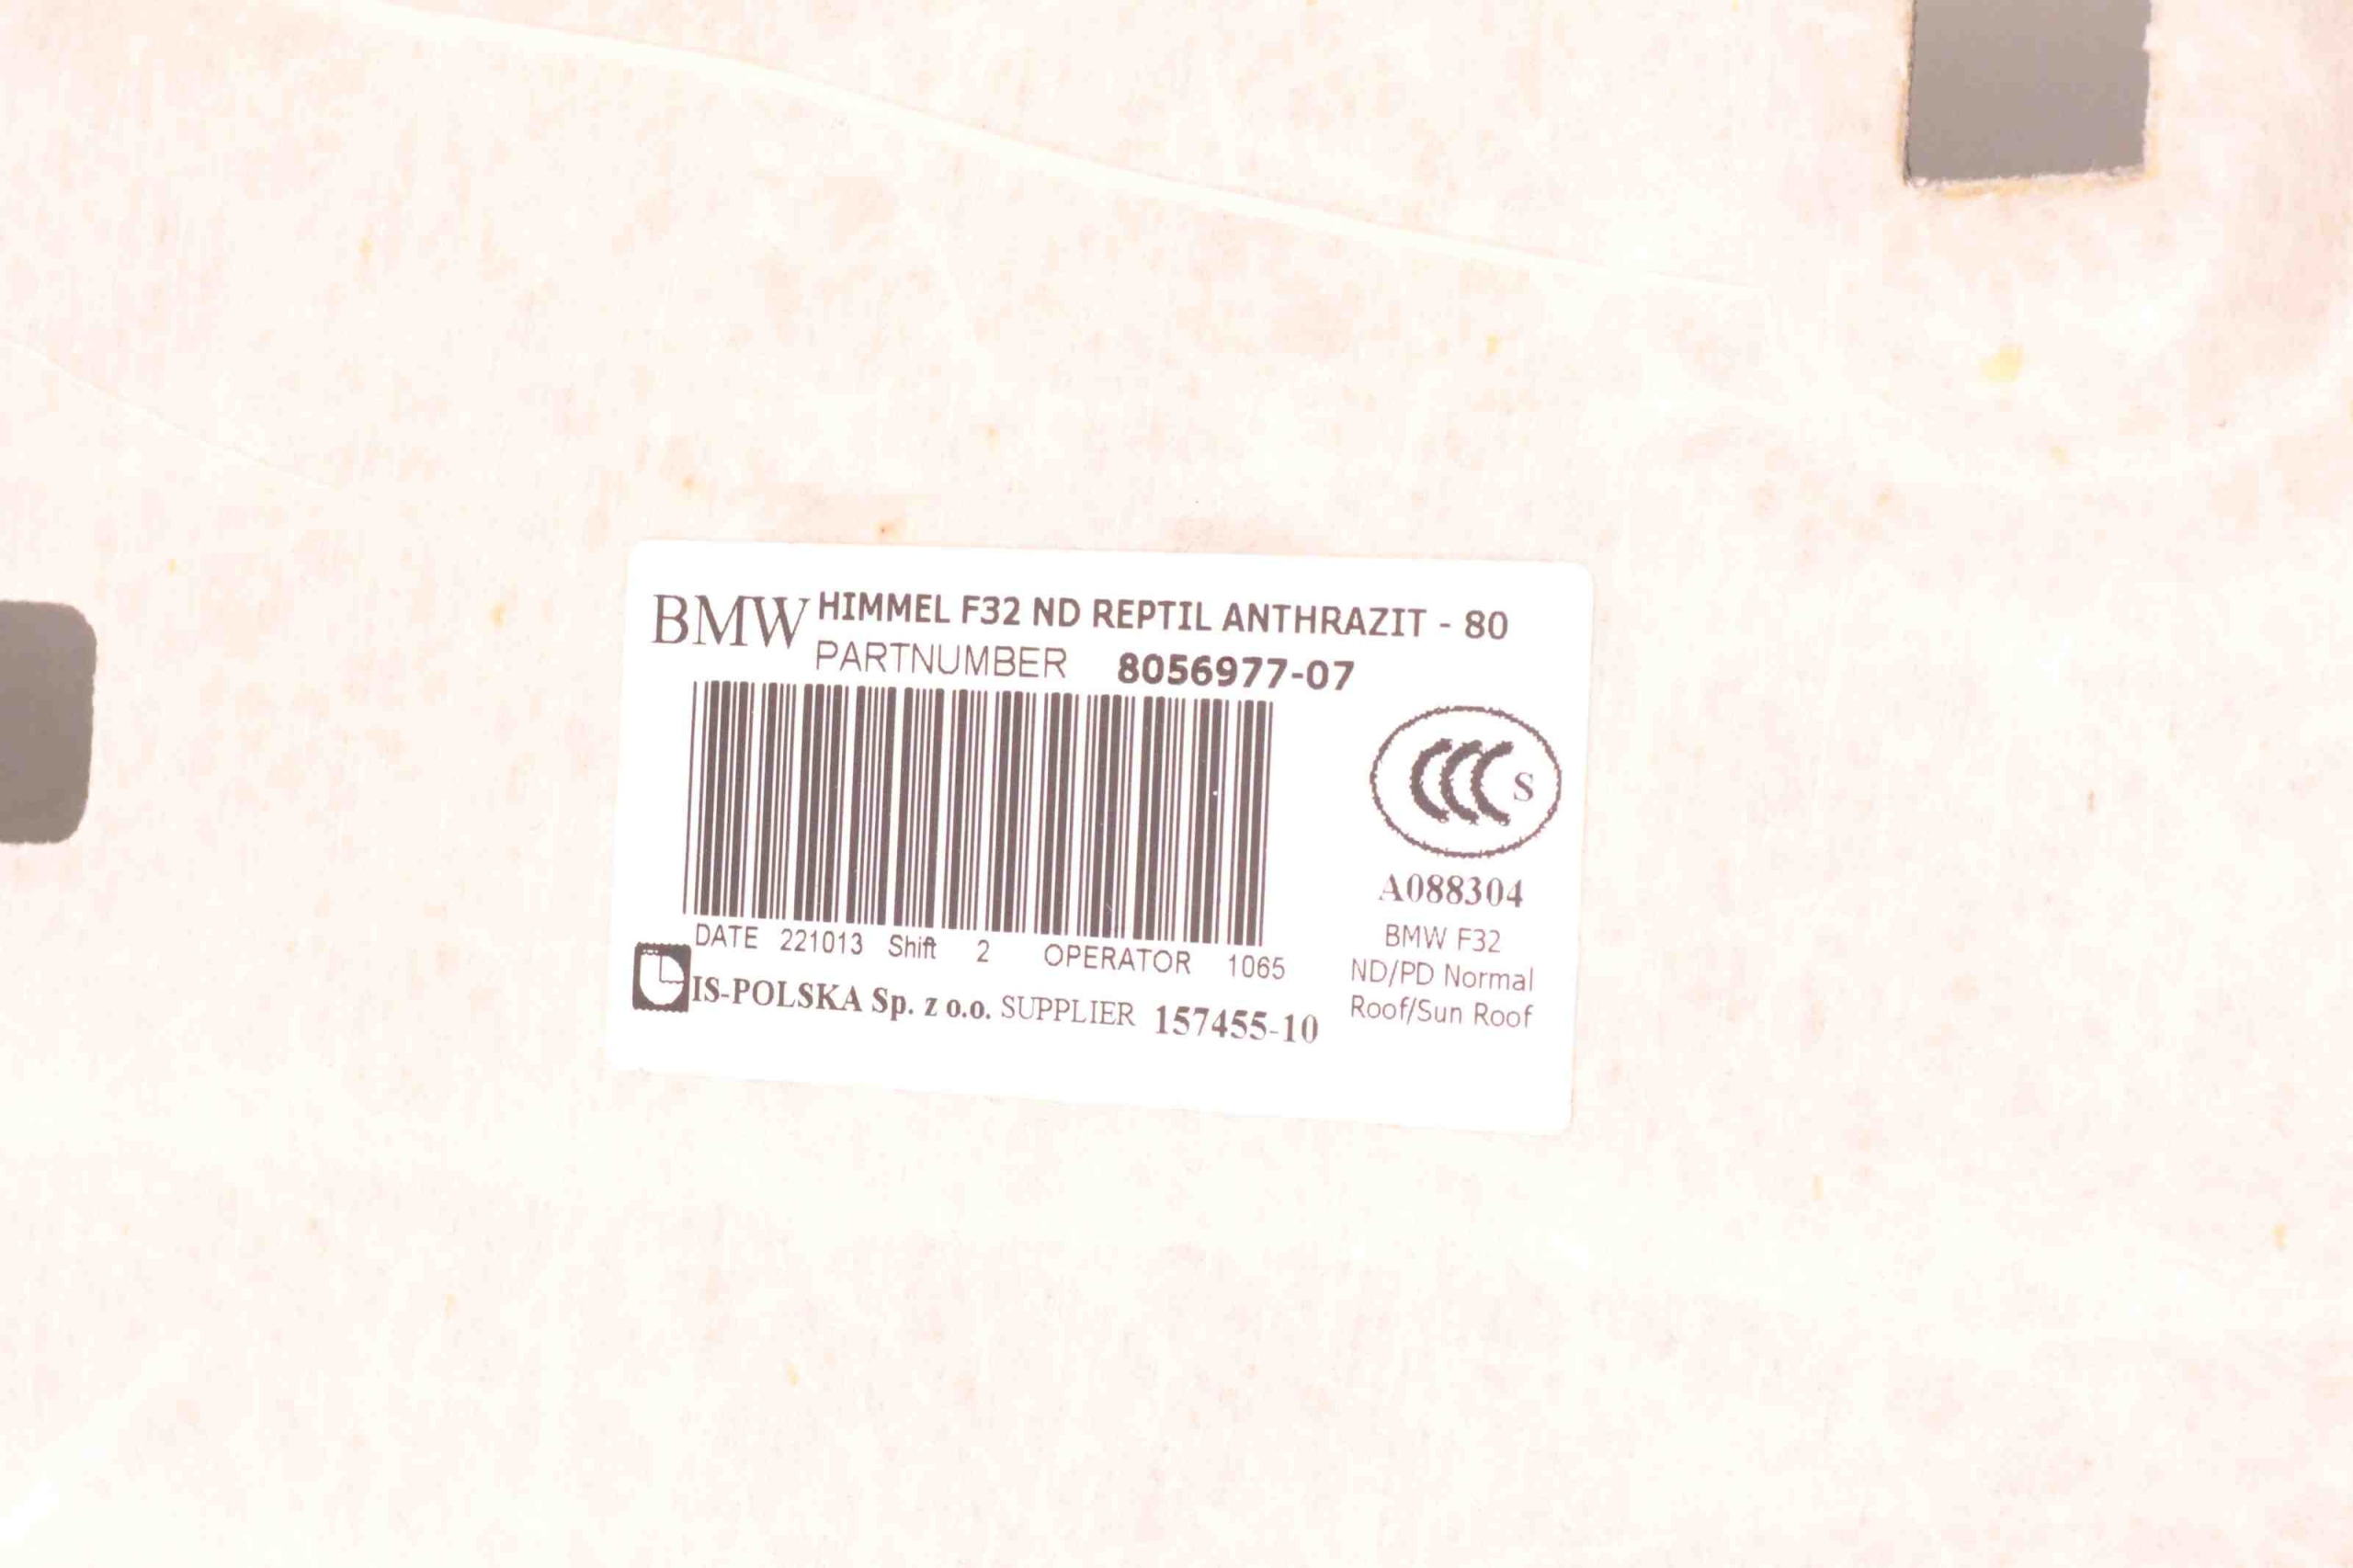 BMW HIMMEL F32 ND REPTIL ANTHRAZIT - 80
PARTNUMBER 8056977-07
CCC S
A088304
BMW F32
ND/PD Normal
Roof/Sun Roof
DATE 221013 Shift 2 OPERATOR 1065
IS-POLSKA Sp. z o.o. SUPPLIER 157455-10